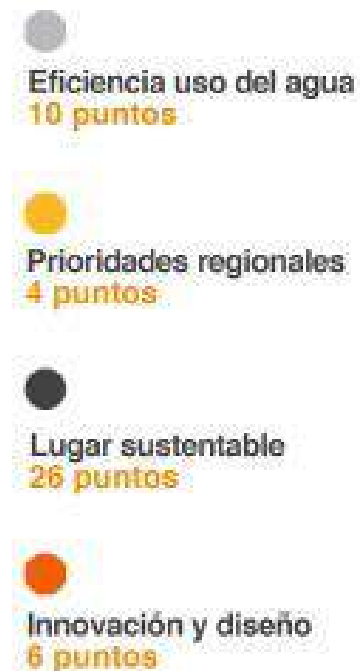 Eficiencia uso del agua
10 puntos
Prioridades regionales
4 puntos
Lugar sustentable
26 puntos
Innovación y diseño
6 puntos